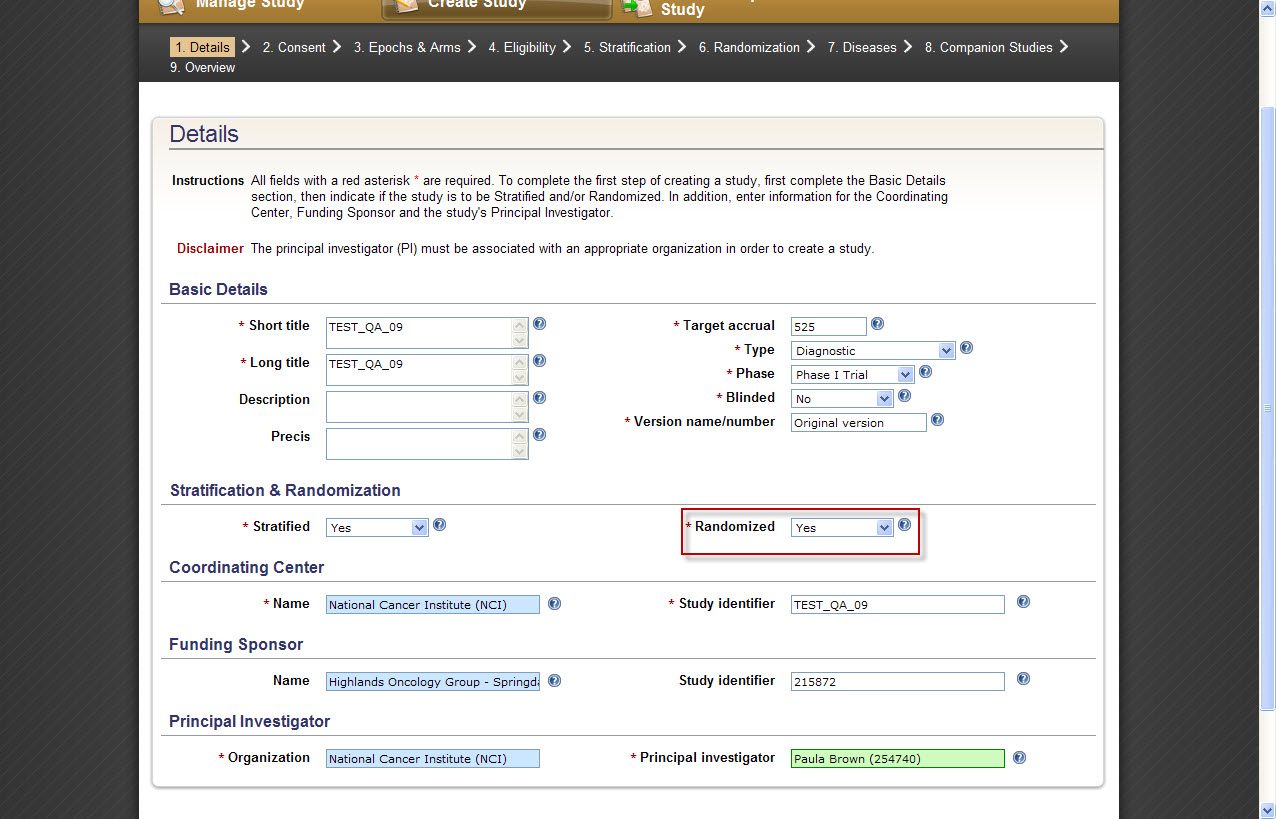 Manage Study
Create Study
Study
1. Details 2. Consent 3. Epochs & Arms 4. Eligibility 5. Stratification 6. Randomization 7. Diseases 8. Companion Studies
9. Overview
Details
Instructions All fields with a red asterisk * are required. To complete the first step of creating a study, first complete the Basic Details
section, then indicate if the study is to be Stratified and/or Randomized. In addition, enter information for the Coordinating
Center, Funding Sponsor and the study's Principal Investigator.
Disclaimer The principal investigator (PI) must be associated with an appropriate organization in order to create a study.
Basic Details
* Short title TEST_QA_09
* Long title TEST_QA_09
Description
Precis
* Target accrual 525
* Type Diagnostic
* Phase Phase I Trial
* Blinded No
* Version name/number Original version
Stratification & Randomization
* Stratified Yes * Randomized Yes
Coordinating Center
* Name National Cancer Institute (NCI) * Study identifier TEST_QA_09
Funding Sponsor
Name Highlands Oncology Group - Springda Study identifier 215872
Principal Investigator
* Organization National Cancer Institute (NCI) * Principal investigator Paula Brown (254740)